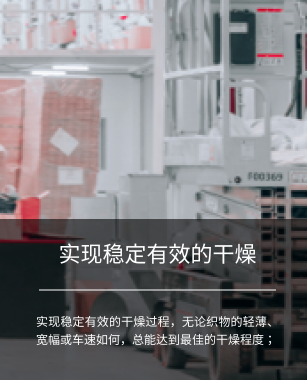 F00369
实现稳定有效的干燥
实现稳定有效的干燥过程，无论织物的轻薄、
宽幅或车速如何，总能达到最佳的干燥程度；